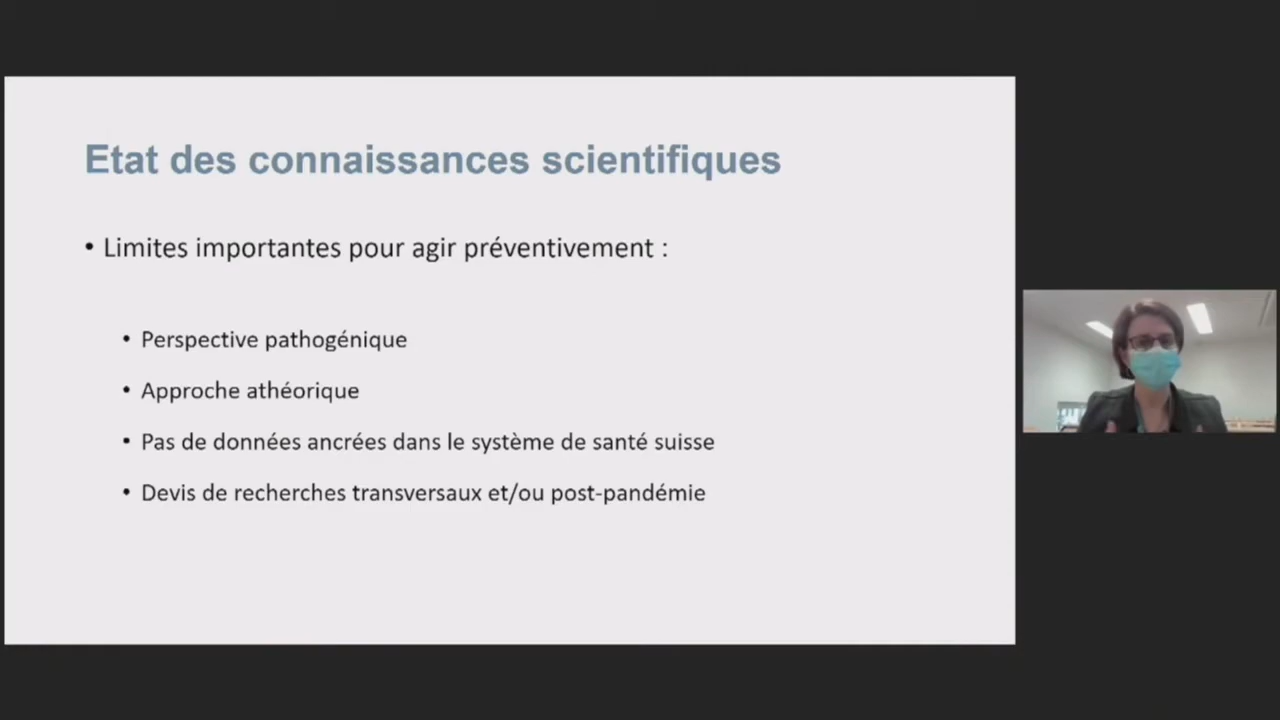 Etat des connaissances scientifiques
• Limites importantes pour agir préventivement :
• Perspective pathogénique
• Approche athéorique
• Pas de données ancrées dans le système de santé suisse
• Devis de recherches transversaux et/ou post-pandémie